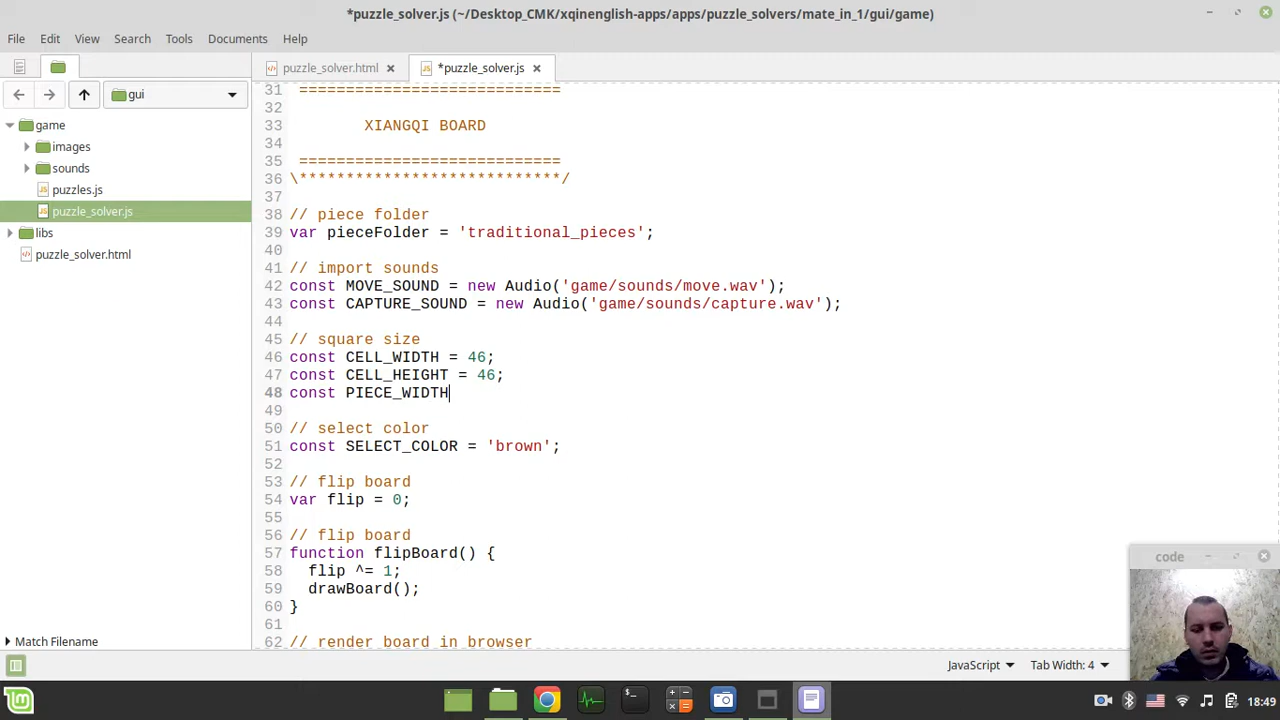 *puzzle_solver.js (~/Desktop_CMK/xqinenglish-apps/apps/puzzle_solvers/mate_in_1/gui/game)
File Edit View Search Tools Documents Help
puzzle_solver.html
*puzzle_solver.js
gui
game
images
sounds
puzzles.js
puzzle_solver.js
libs
puzzle_solver.html
Match Filename
31 ============================
32
33 XIANGQI BOARD
34
35 ============================
36 \****************************/
37
38 // piece folder
39 var pieceFolder = 'traditional_pieces';
40
41 // import sounds
42 const MOVE_SOUND = new Audio('game/sounds/move.wav');
43 const CAPTURE_SOUND = new Audio('game/sounds/capture.wav');
44
45 // square size
46 const CELL_WIDTH = 46;
47 const CELL_HEIGHT = 46;
48 const PIECE_WIDTH
49
50 // select color
51 const SELECT_COLOR = 'brown';
52
53 // flip board
54 var flip = 0;
55
56 // flip board
57 function flipBoard() {
58 flip ^= 1;
59 drawBoard();
60 }
61
62 // render board in browser
code
JavaScript
Tab Width: 4
18:49